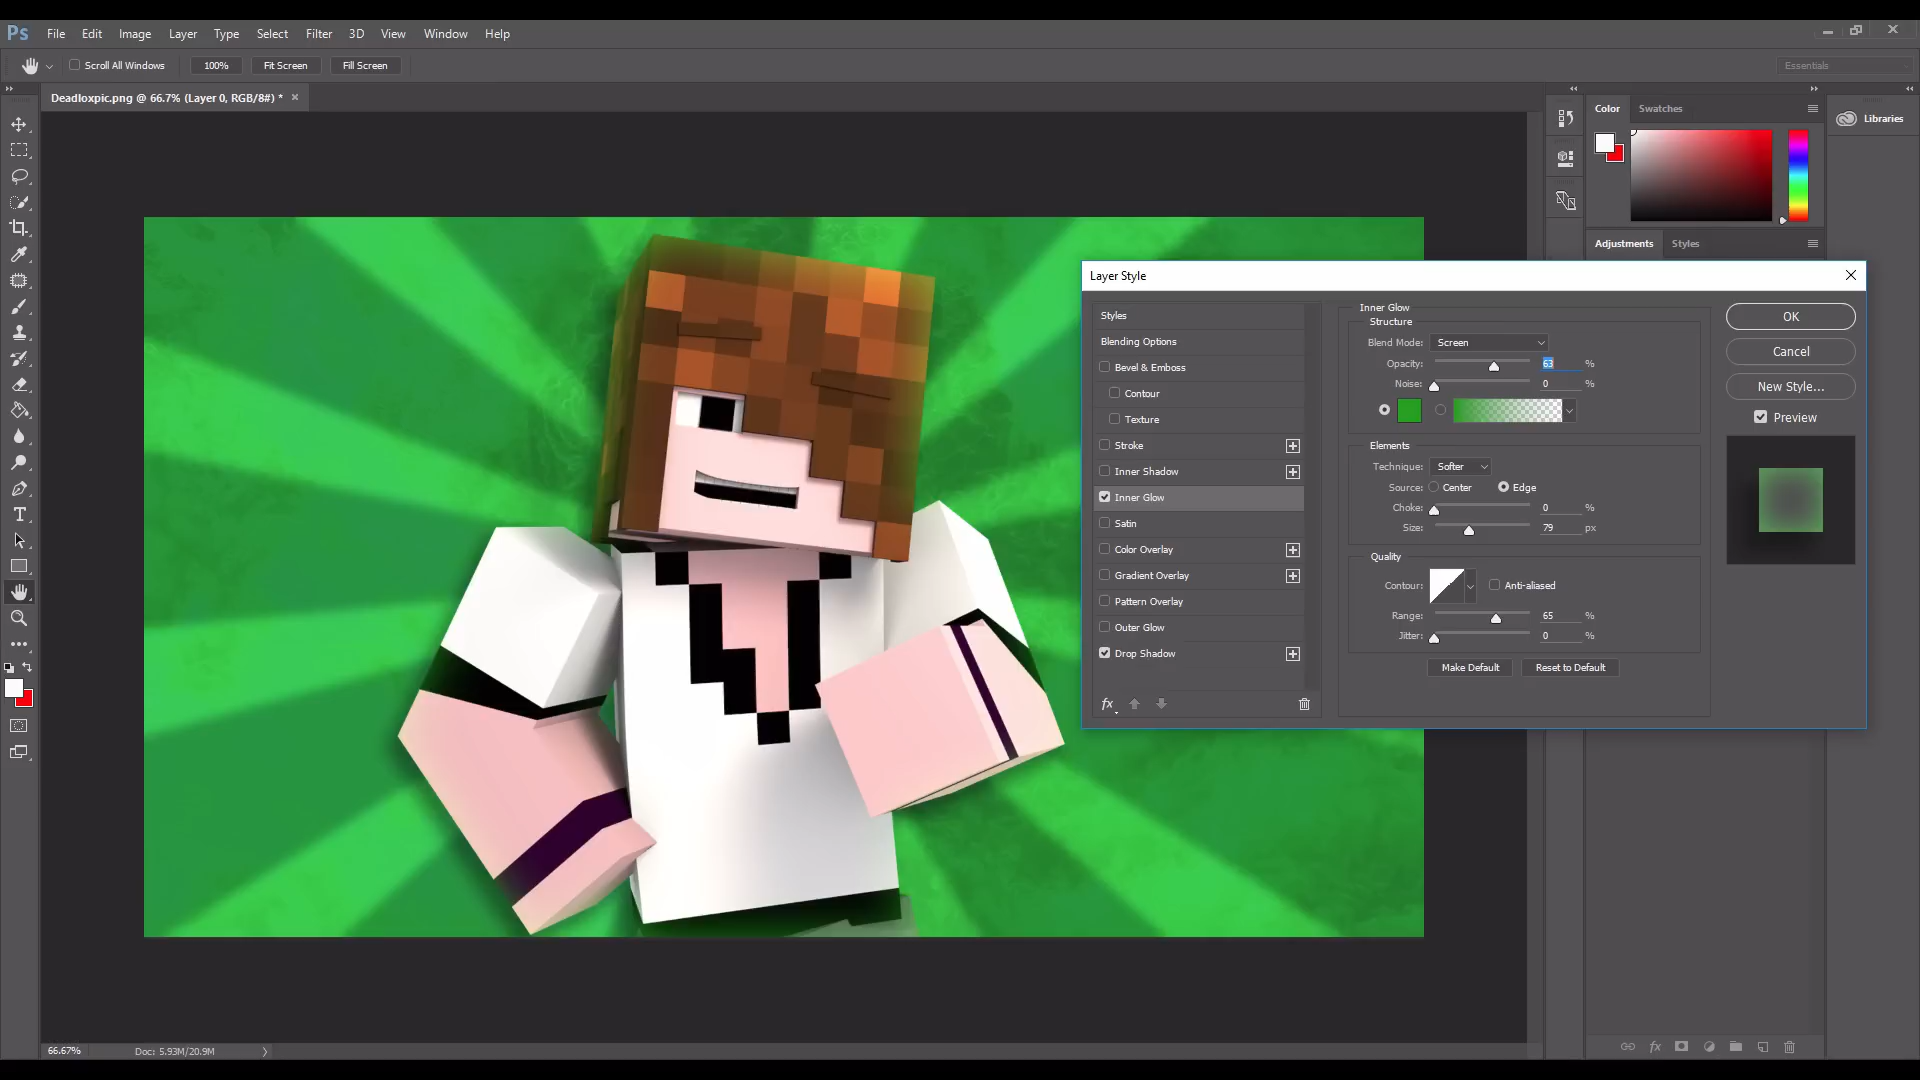 Ps File Edit Image Layer Type Select Filter 3D View Window Help
Scroll All Windows 100% Fit Screen Fill Screen Essentials
Deadloxpic.png @ 66.7% (Layer 0, RGB/8#) * ×
Color Swatches
Libraries
Adjustments Styles
Layer Style
Styles
Blending Options
Bevel & Emboss
Contour
Texture
Stroke
Inner Shadow
Inner Glow
Satin
Color Overlay
Gradient Overlay
Pattern Overlay
Outer Glow
Drop Shadow
fx
Inner Glow
Structure
Blend Mode: Screen
Opacity: 63 %
Noise: 0 %
Elements
Technique: Softer
Source: Center Edge
Choke: 0 %
Size: 79 px
Quality
Contour: Anti-aliased
Range: 65 %
Jitter: 0 %
Make Default Reset to Default
OK
Cancel
New Style...
Preview
66.67% Doc: 5.93M/20.9M
fx